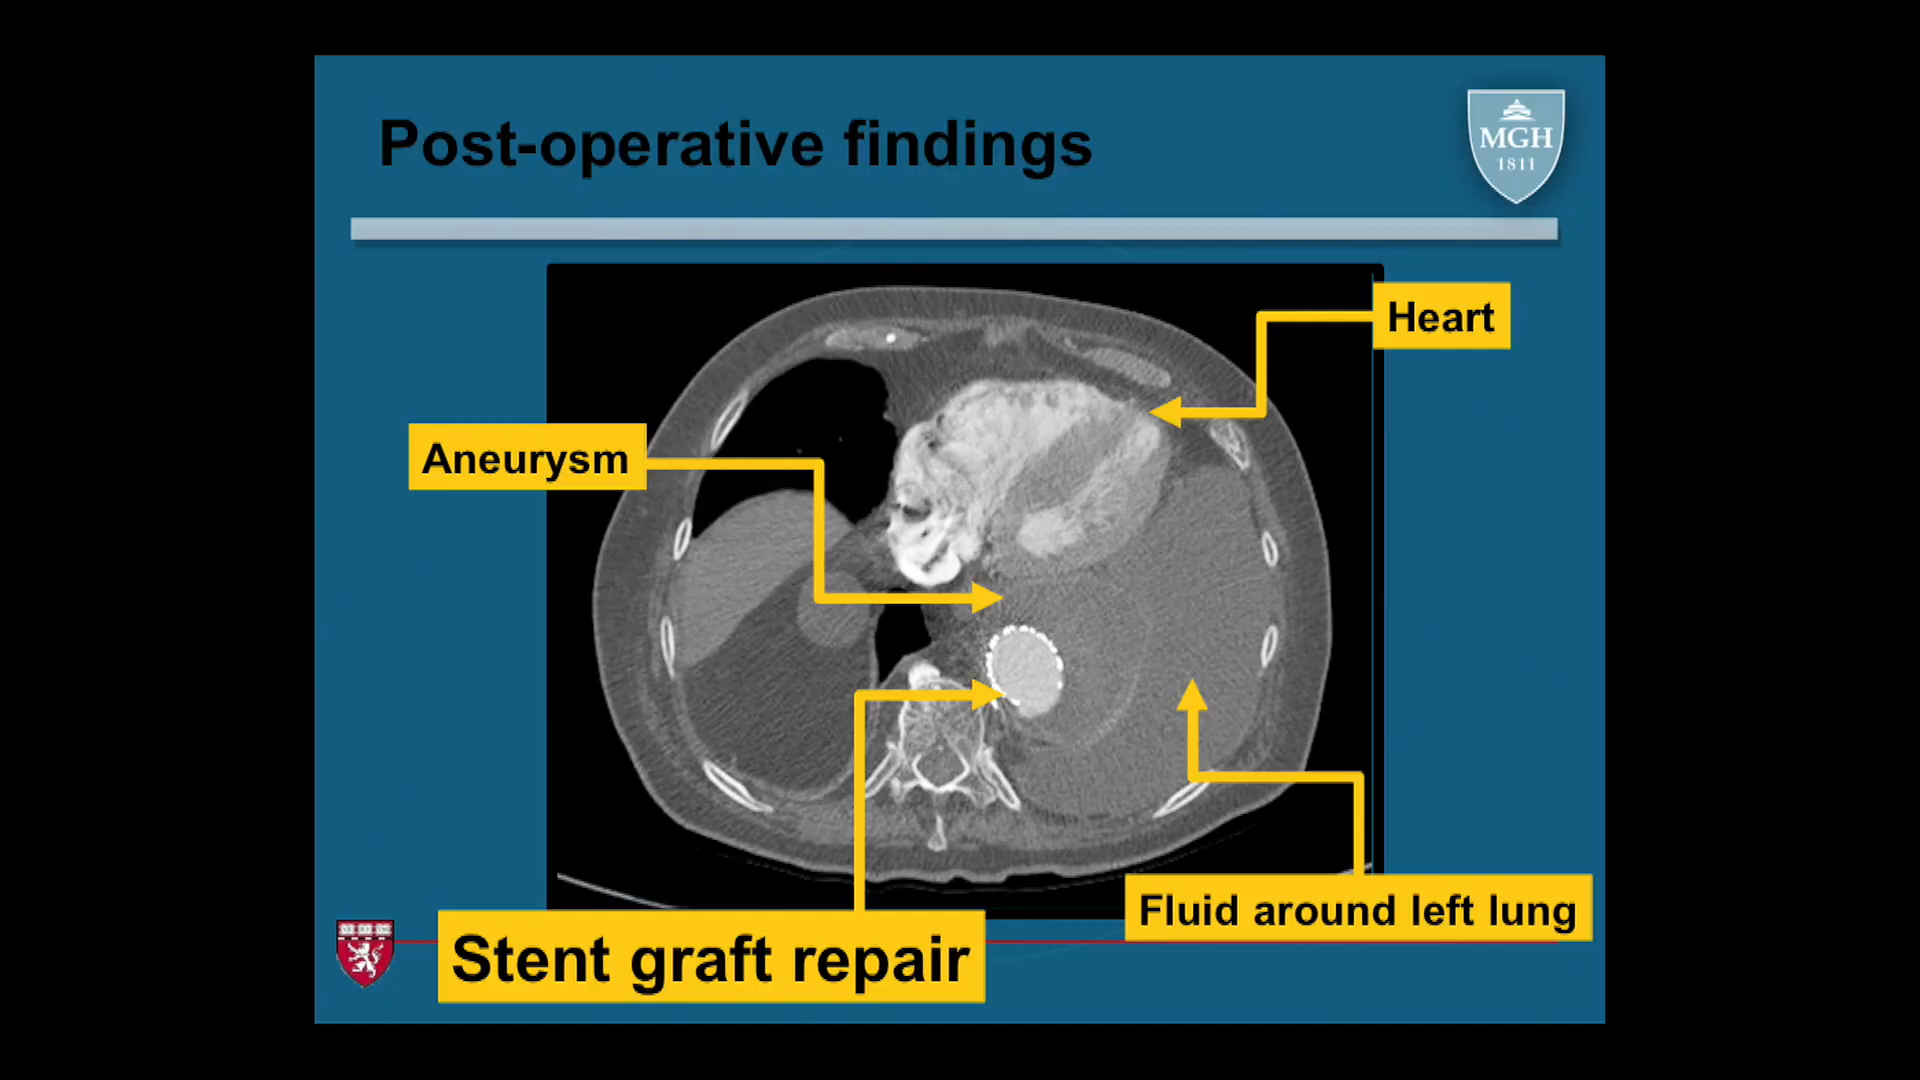 Post-operative findings
MGH
1811
Heart
Aneurysm
Fluid around left lung
Stent graft repair